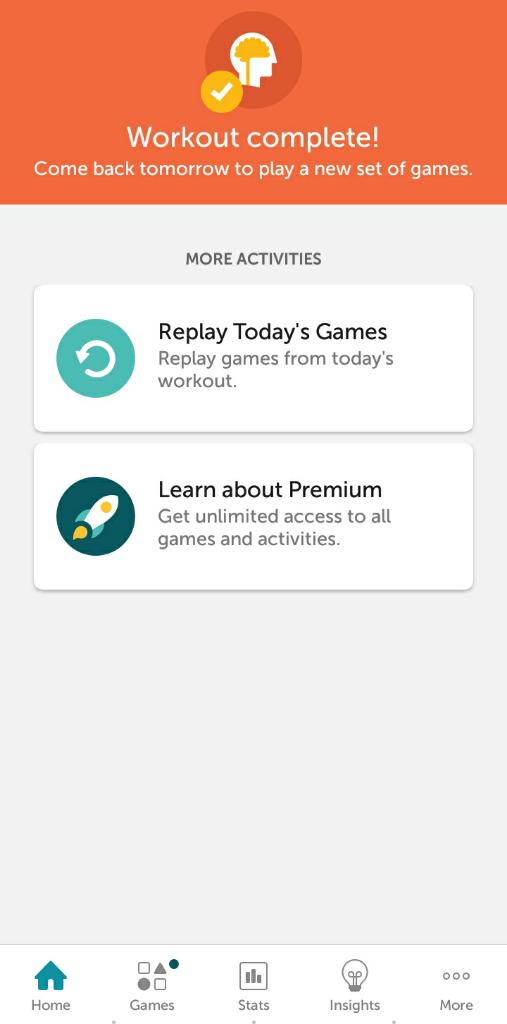 Workout complete!
Come back tomorrow to play a new set of games.
MORE ACTIVITIES
Replay Today's Games
Replay games from today's
workout.
Learn about Premium
Get unlimited access to all
games and activities.
Home
Games
Stats
Insights
More